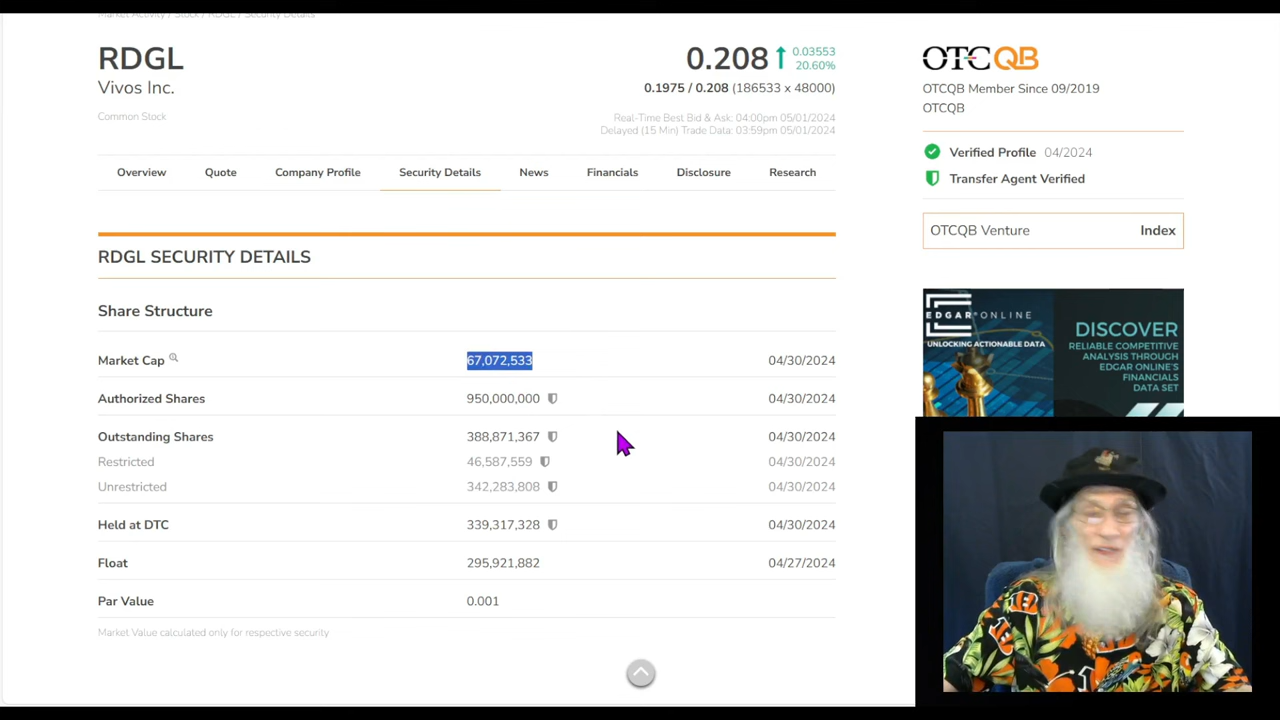 Market Activity / Stock / RDGL / Security Details
RDGL
0.208
0.03553
20.60%
Vivos Inc.
0.1975 / 0.208 (186533 x 48000)
Common Stock
Real-Time Best Bid & Ask: 04:00pm 05/01/2024
Delayed (15 Min) Trade Data: 03:59pm 05/01/2024
Overview Quote Company Profile Security Details News Financials Disclosure Research
RDGL SECURITY DETAILS
Share Structure
Market Cap 67,072,533 04/30/2024
Authorized Shares 950,000,000 04/30/2024
Outstanding Shares 388,871,367 04/30/2024
Restricted 46,587,559 04/30/2024
Unrestricted 342,283,808 04/30/2024
Held at DTC 339,317,328 04/30/2024
Float 295,921,882 04/27/2024
Par Value 0.001
Market Value calculated only for respective security
OTCQB
OTCQB Member Since 09/2019
OTCQB
Verified Profile 04/2024
Transfer Agent Verified
OTCQB Venture Index
EDGAR ONLINE
UNLOCKING ACTIONABLE DATA
DISCOVER
RELIABLE COMPETITIVE
ANALYSIS THROUGH
EDGAR ONLINE'S
FINANCIALS
DATA SET